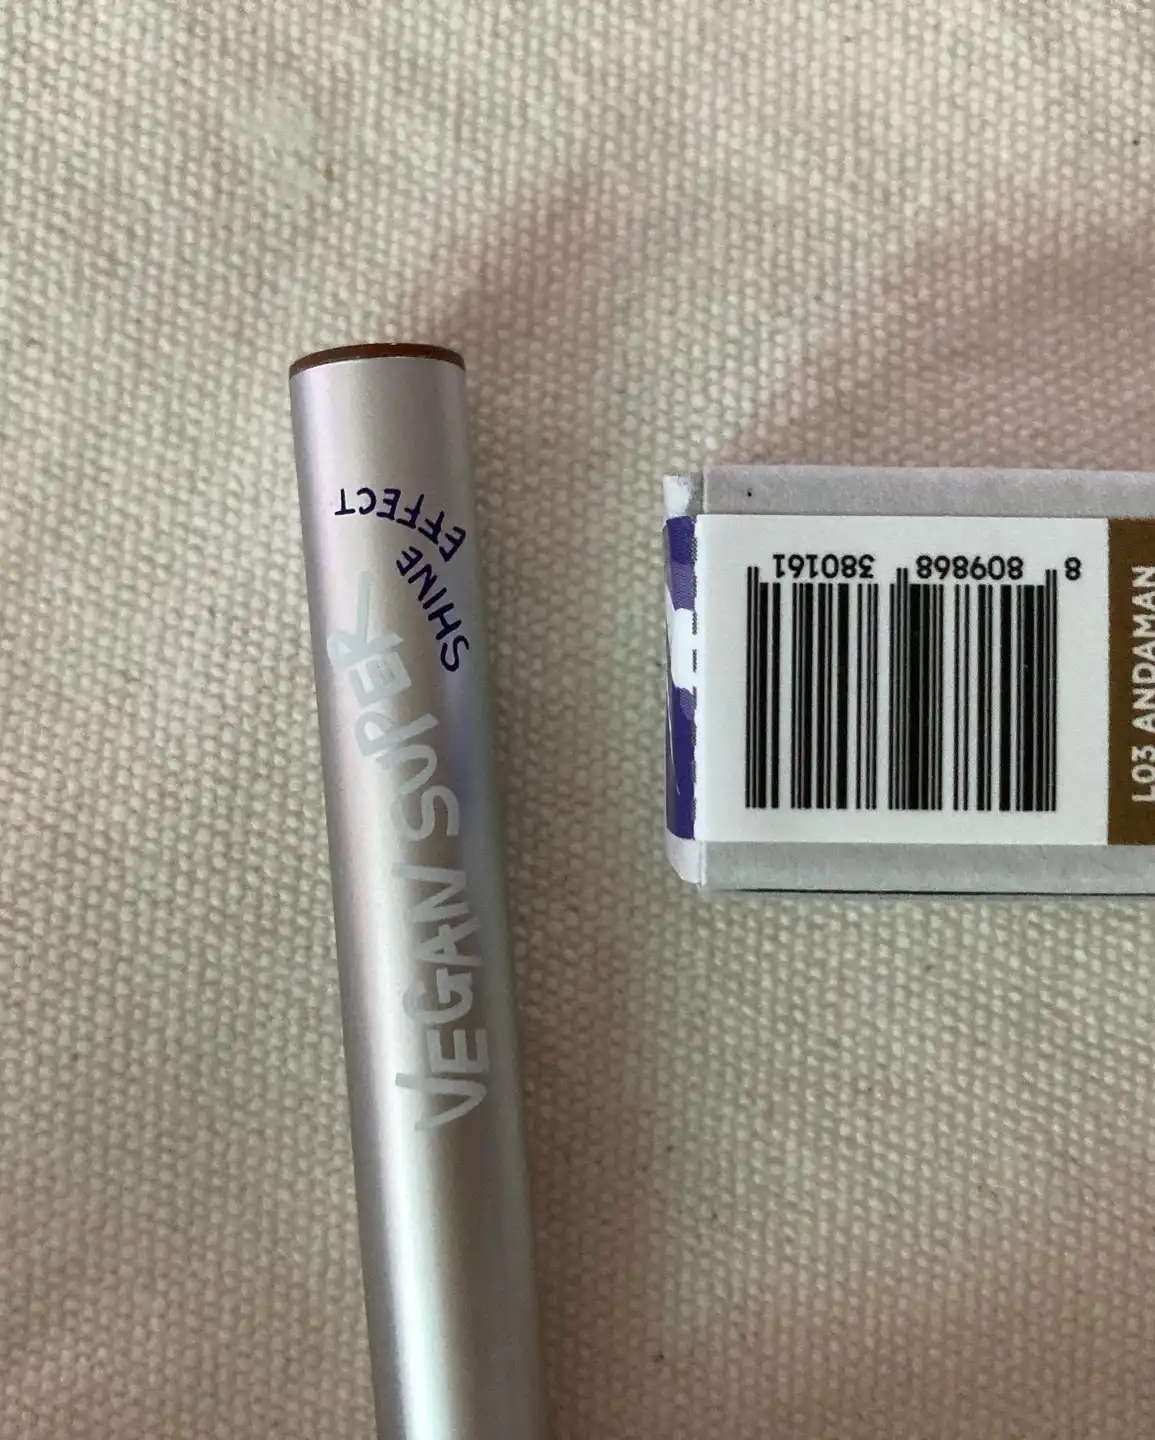 VEGAN SUPER
SHINE EFFECT
8 809868 380161
L03 ANDAMAN